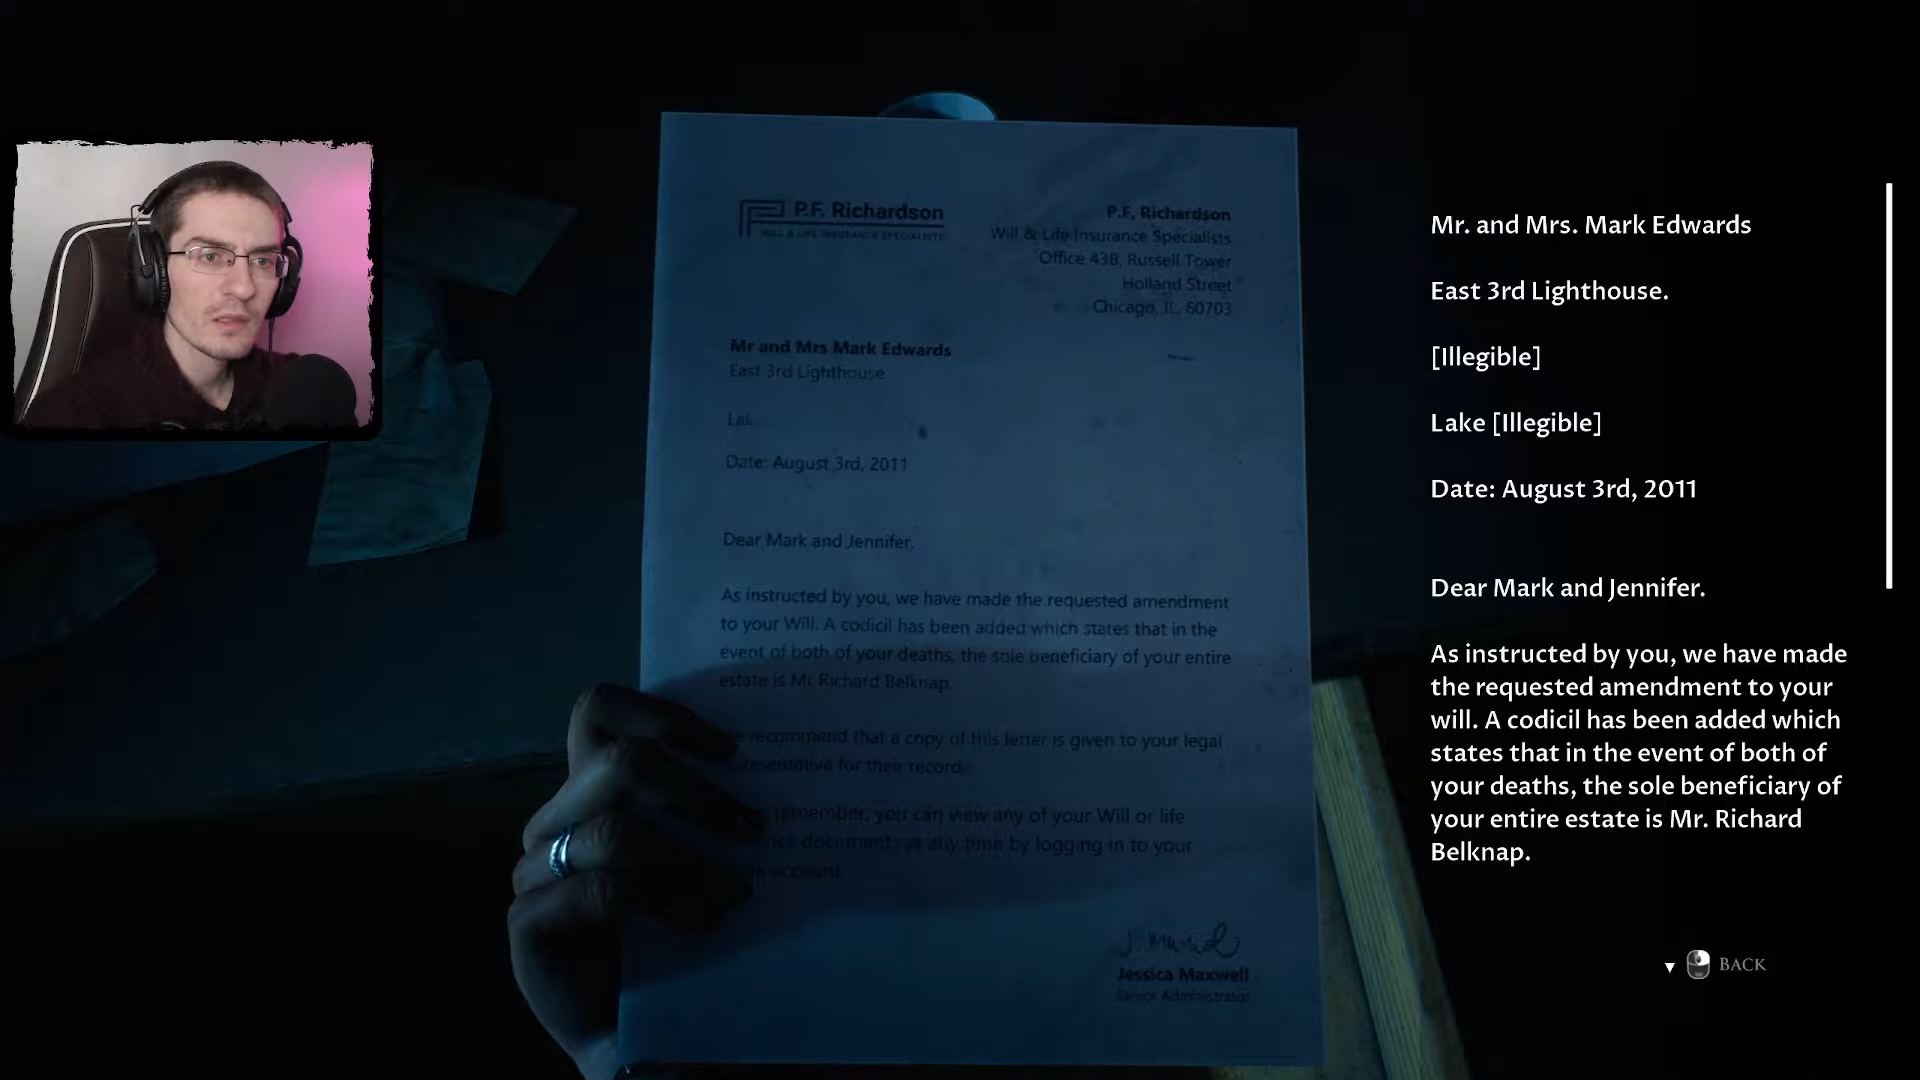 P.F. Richardson
WILL & LIFE INSURANCE SPECIALISTS
P.F. Richardson
Will & Life Insurance Specialists
Office 43B, Russell Tower
Holland Street
Chicago, IL, 60703
Mr and Mrs Mark Edwards
East 3rd Lighthouse
Date: August 3rd, 2011
Dear Mark and Jennifer.
As instructed by you, we have made the requested amendment
to your Will. A codicil has been added which states that in the
event of both of your deaths, the sole beneficiary of your entire
estate is Mr. Richard Belknap.
recommend that a copy of this letter is given to your legal
for their record
remember, you can view any of your Will or life
documents at any time by logging in to your
account.
Jessica Maxwell
Senior Administrator
Mr. and Mrs. Mark Edwards
East 3rd Lighthouse.
[Illegible]
Lake [Illegible]
Date: August 3rd, 2011
Dear Mark and Jennifer.
As instructed by you, we have made
the requested amendment to your
will. A codicil has been added which
states that in the event of both of
your deaths, the sole beneficiary of
your entire estate is Mr. Richard
Belknap.
BACK